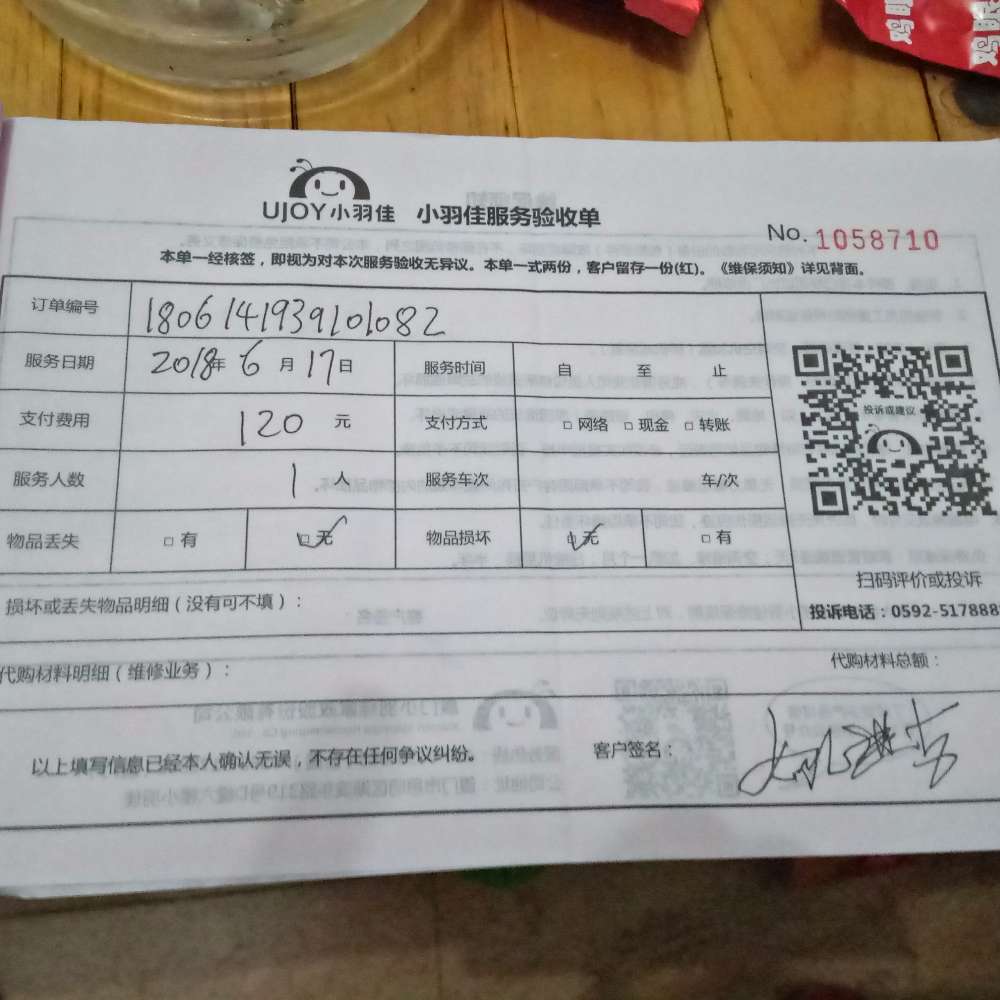 UJOY小羽佳 小羽佳服务验收单
No. 1058710
本单一经核签，即视为对本次服务验收无异议。本单一式两份，客户留存一份(红)。《维保须知》详见背面。
订单编号 180614193910​1082
服务日期 2018年 6 月 17 日 服务时间 自 至 止
支付费用 120 元 支付方式 □ 网络 □ 现金 □ 转账
投诉或建议
服务人数 1 人 服务车次 车/次
物品丢失 □ 有 □ 无 物品损坏 □ 无 □ 有
扫码评价或投诉
损坏或丢失物品明细（没有可不填）：
投诉电话：0592-517888
代购材料明细（维修业务）：
代购材料总额：
以上填写信息已经本人确认无误，不存在任何争议纠纷。
客户签名：